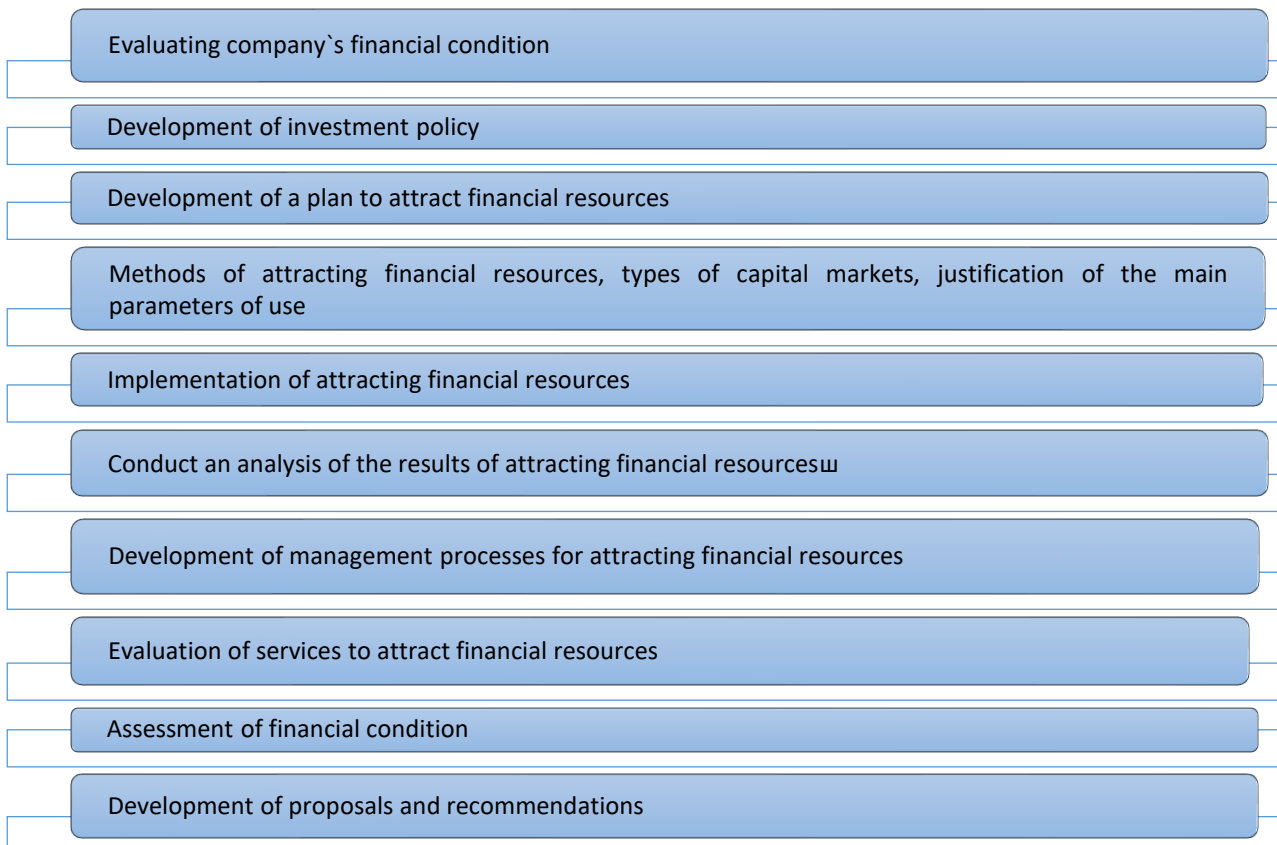 Evaluating company`s financial condition
Development of investment policy
Development of a plan to attract financial resources
Methods of attracting financial resources, types of capital markets, justification of the main
parameters of use
Implementation of attracting financial resources
Conduct an analysis of the results of attracting financial resourcesш
Development of management processes for attracting financial resources
Evaluation of services to attract financial resources
Assessment of financial condition
Development of proposals and recommendations